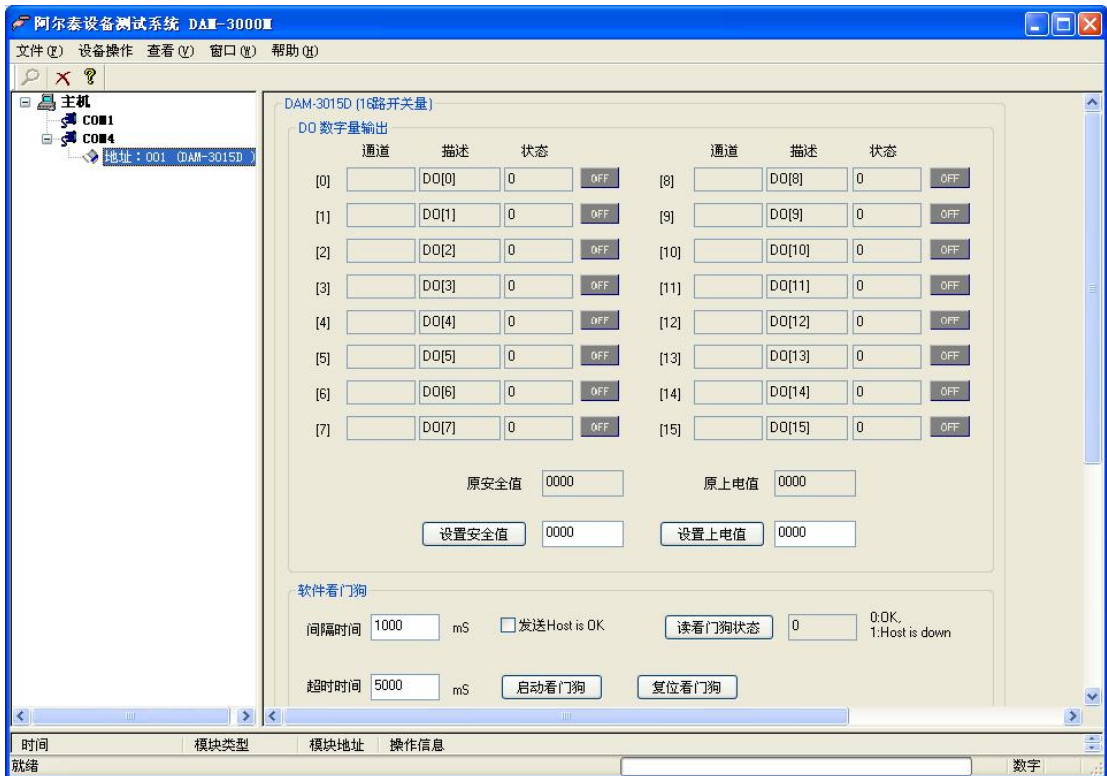 阿尔泰设备测试系统 DAM-3000M
文件(F) 设备操作 查看(V) 窗口(W) 帮助(H)
主机
COM1
COM4
地址：001 (DAM-3015D )
DAM-3015D (16路开关量)
DO 数字量输出
通道 描述 状态 通道 描述 状态
[0] DO[0] 0 OFF [8] DO[8] 0 OFF
[1] DO[1] 0 OFF [9] DO[9] 0 OFF
[2] DO[2] 0 OFF [10] DO[10] 0 OFF
[3] DO[3] 0 OFF [11] DO[11] 0 OFF
[4] DO[4] 0 OFF [12] DO[12] 0 OFF
[5] DO[5] 0 OFF [13] DO[13] 0 OFF
[6] DO[6] 0 OFF [14] DO[14] 0 OFF
[7] DO[7] 0 OFF [15] DO[15] 0 OFF
原安全值 0000 原上电值 0000
设置安全值 0000 设置上电值 0000
软件看门狗
间隔时间 1000 mS 发送Host is OK 读看门狗状态 0 0:OK,
1:Host is down
超时时间 5000 mS 启动看门狗 复位看门狗
时间 模块类型 模块地址 操作信息
就绪 数字